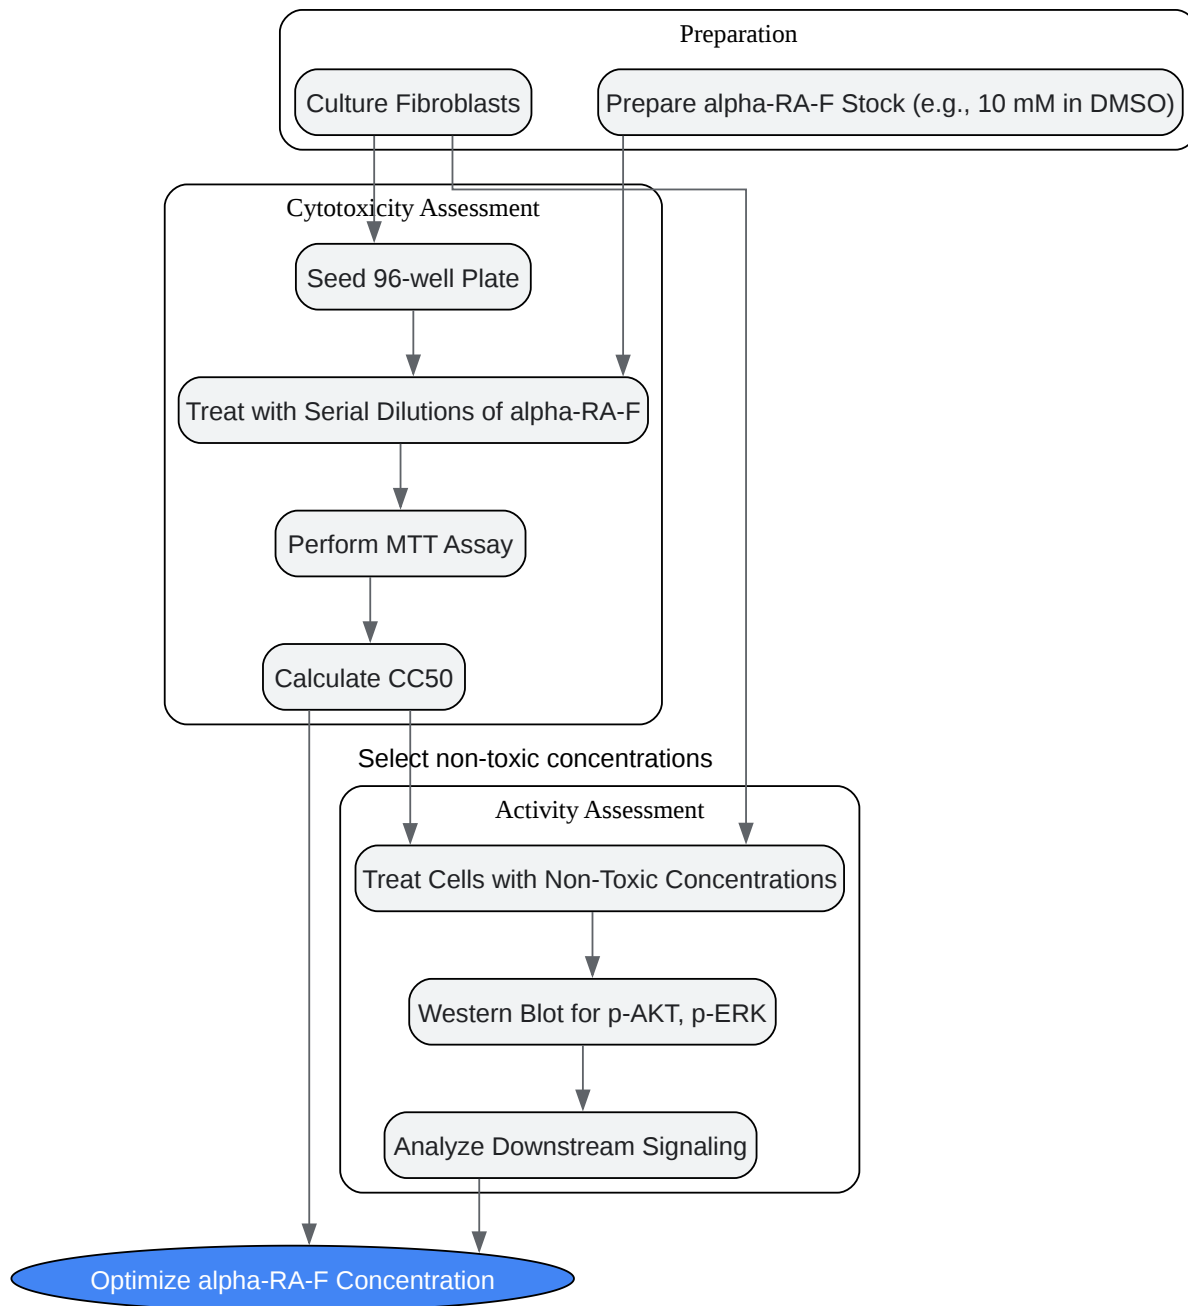 Preparation
Culture Fibroblasts
Prepare alpha-RA-F Stock (e.g., 10 mM in DMSO)
Cytotoxicity Assessment
Seed 96-well Plate
Treat with Serial Dilutions of alpha-RA-F
Perform MTT Assay
Calculate CC50
Select non-toxic concentrations
Activity Assessment
Treat Cells with Non-Toxic Concentrations
Western Blot for p-AKT, p-ERK
Analyze Downstream Signaling
Optimize alpha-RA-F Concentration